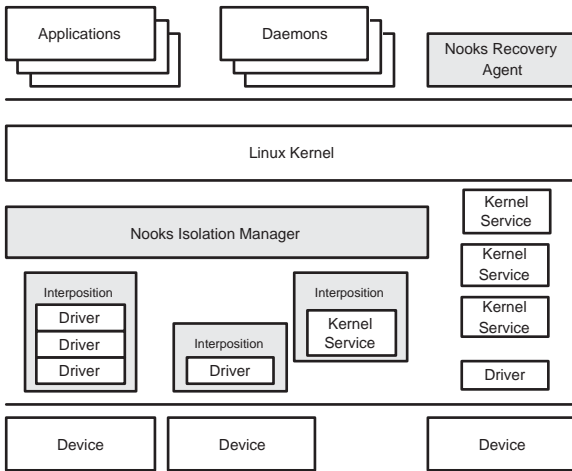 Applications
Daemons
Nooks Recovery
Agent
Linux Kernel
Nooks Isolation Manager
Kernel
Service
Kernel
Service
Kernel
Service
Driver
Interposition
Driver
Driver
Driver
Interposition
Driver
Interposition
Kernel
Service
Device
Device
Device